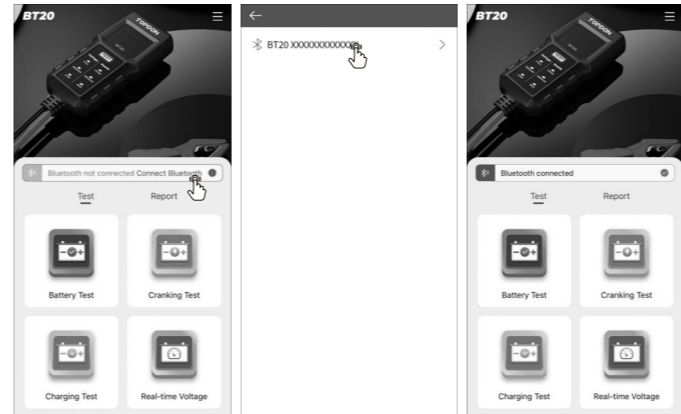 BT20
TOPDON
Bluetooth not connected Connect Bluetooth
Test Report
Battery Test Cranking Test
Charging Test Real-time Voltage
BT20 XXXXXXXXXXXXX
BT20
TOPDON
Bluetooth connected
Test Report
Battery Test Cranking Test
Charging Test Real-time Voltage